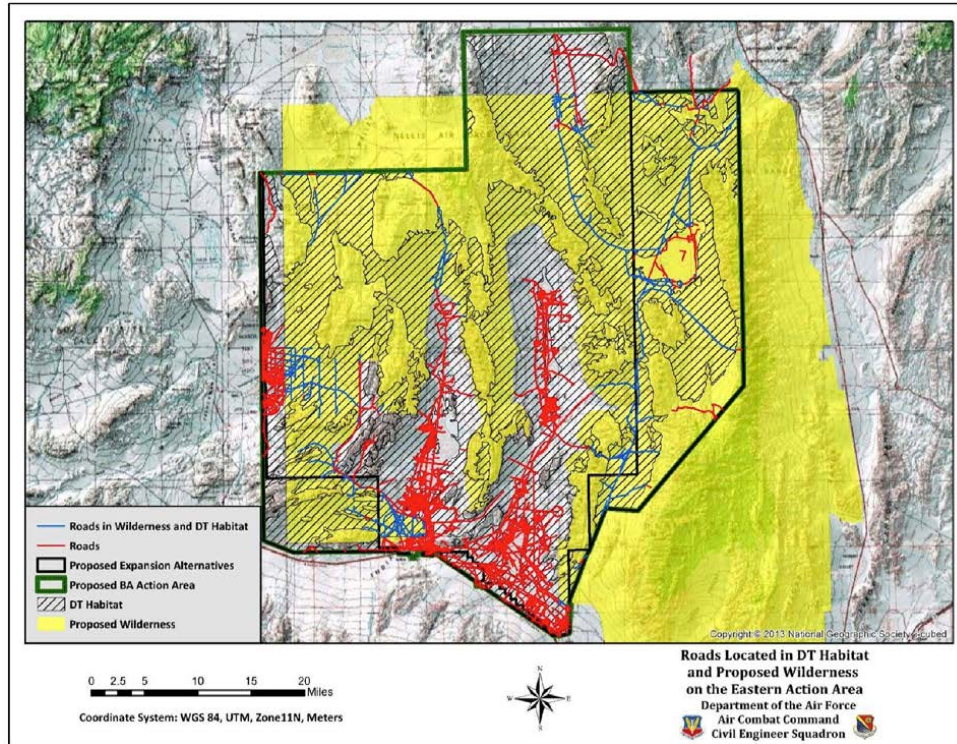 NELLIS AIR FORCE
7
Roads in Wilderness and DT Habitat
Roads
Proposed Expansion Alternatives
Proposed BA Action Area
DT Habitat
Proposed Wilderness
Copyright © 2013 National Geographic Society, i-cubed
0 2.5 5 10 15 20
Miles
Coordinate System: WGS 84, UTM, Zone11N, Meters
N
W E
S
Roads Located in DT Habitat
and Proposed Wilderness
on the Eastern Action Area
Department of the Air Force
Air Combat Command
Civil Engineer Squadron